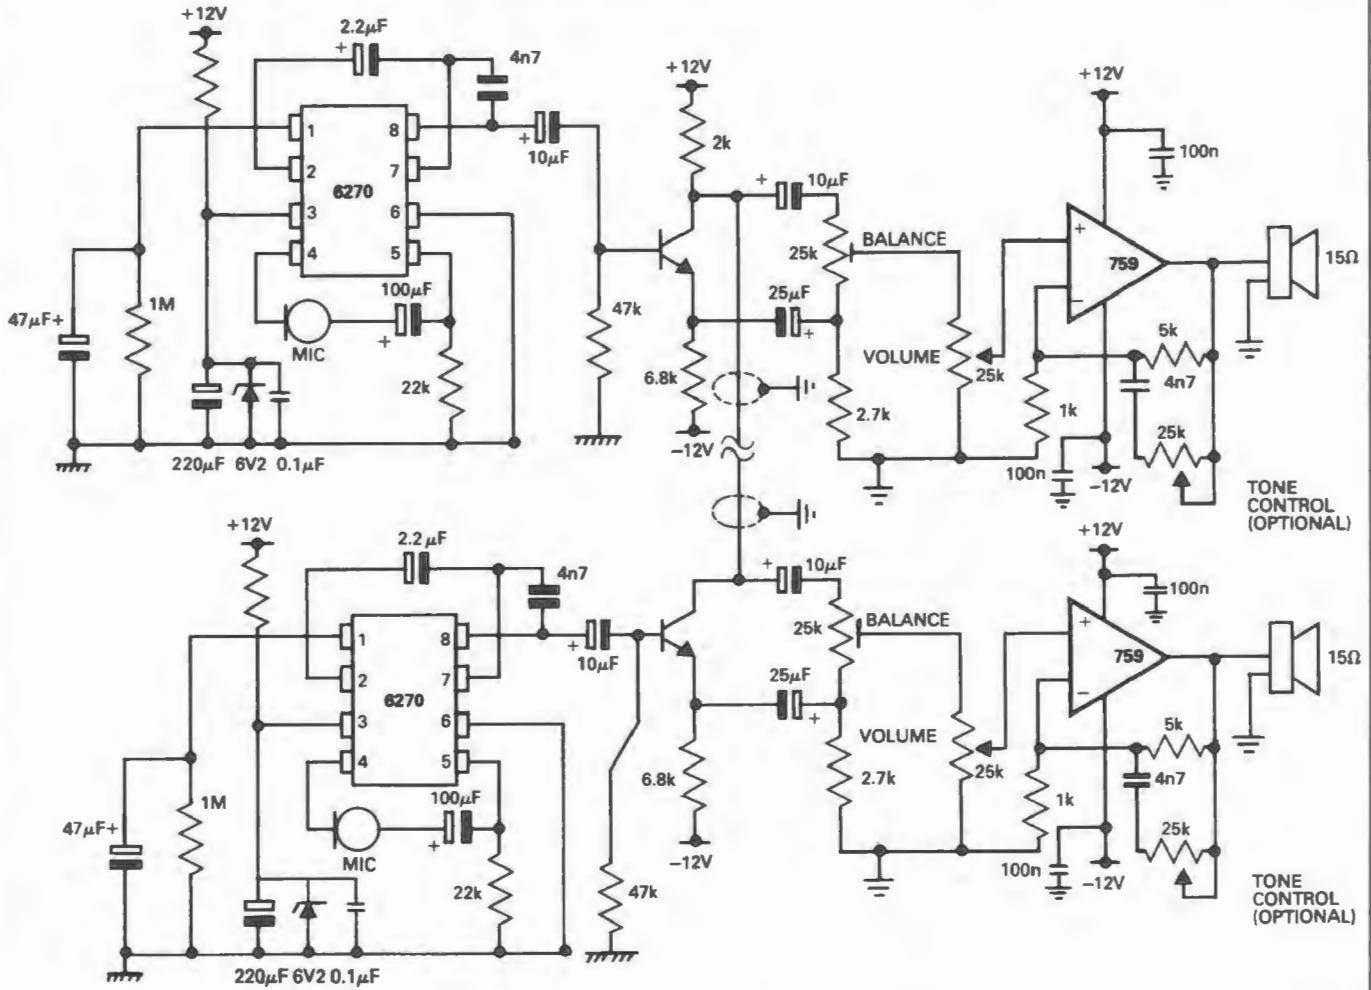 +12V
2.2µF
+
4n7
1
8
2
7
6270
3
6
4
5
+
10µF
100µF
+
MIC
1M
47µF+
22k
220µF 6V2 0.1µF
47k
+12V
2k
+
10µF
25k
BALANCE
25µF
+
6.8k
-12V
2.7k
VOLUME
25k
+12V
100n
+
759
-
15Ω
5k
4n7
1k
25k
100n
-12V
TONE
CONTROL
(OPTIONAL)
+12V
2.2µF
+
4n7
1
8
2
7
6270
3
6
4
5
+
10µF
100µF
+
MIC
1M
47µF+
22k
220µF 6V2 0.1µF
47k
+
10µF
25k
BALANCE
25µF
+
6.8k
-12V
2.7k
VOLUME
25k
+12V
100n
+
759
-
15Ω
5k
4n7
1k
25k
100n
-12V
TONE
CONTROL
(OPTIONAL)